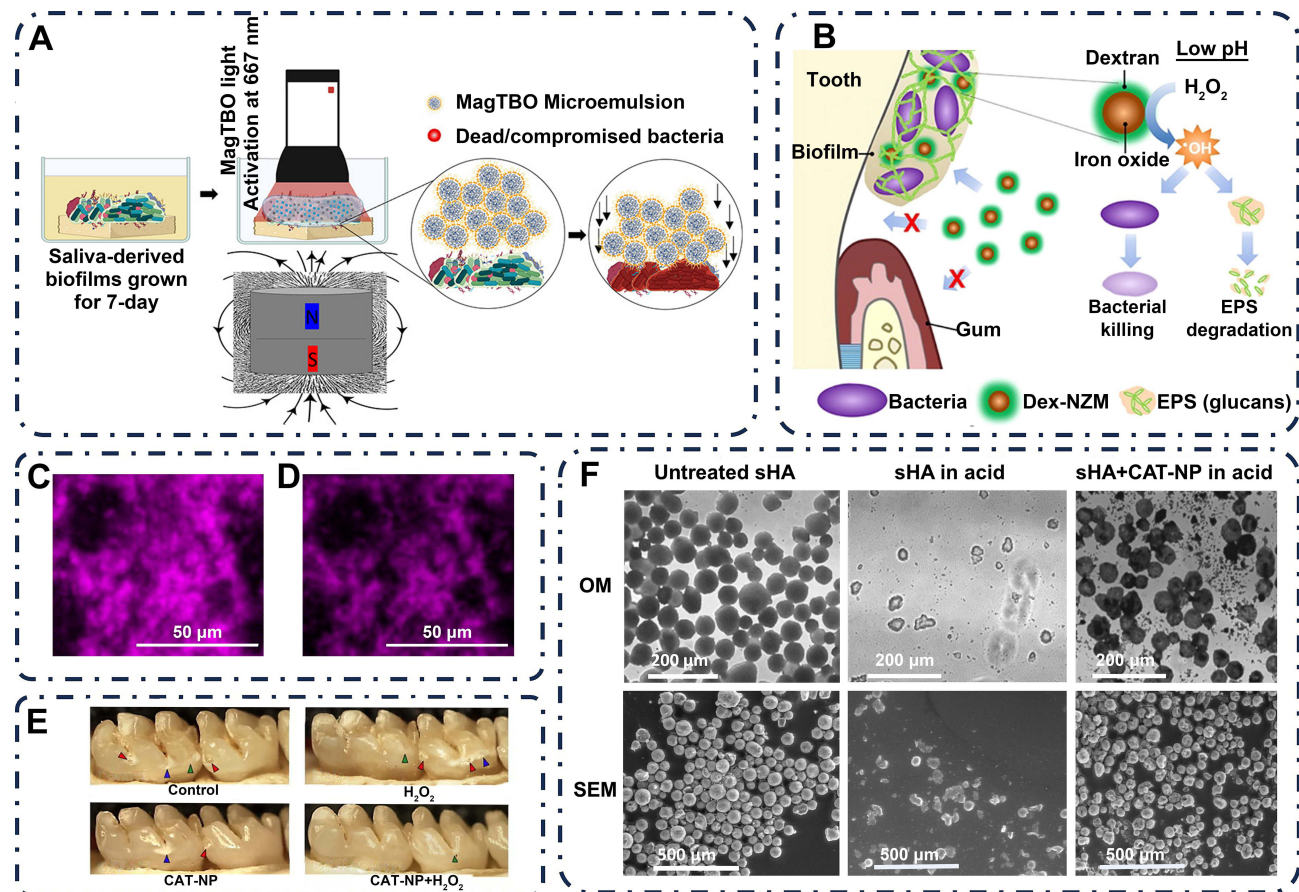 A
MagTBO light
Activation at 667 nm
MagTBO Microemulsion
Dead/compromised bacteria
Saliva-derived
biofilms grown
for 7-day
N
S
B
Tooth
Biofilm
Gum
Dextran
Low pH
H₂O₂
Iron oxide
•OH
X
X
Bacterial
killing
EPS
degradation
Bacteria
Dex-NZM
EPS (glucans)
C
50 μm
D
50 μm
E
Control
H₂O₂
CAT-NP
CAT-NP+H₂O₂
F
Untreated sHA
sHA in acid
sHA+CAT-NP in acid
OM
200 μm
200 μm
200 μm
SEM
500 μm
500 μm
500 μm